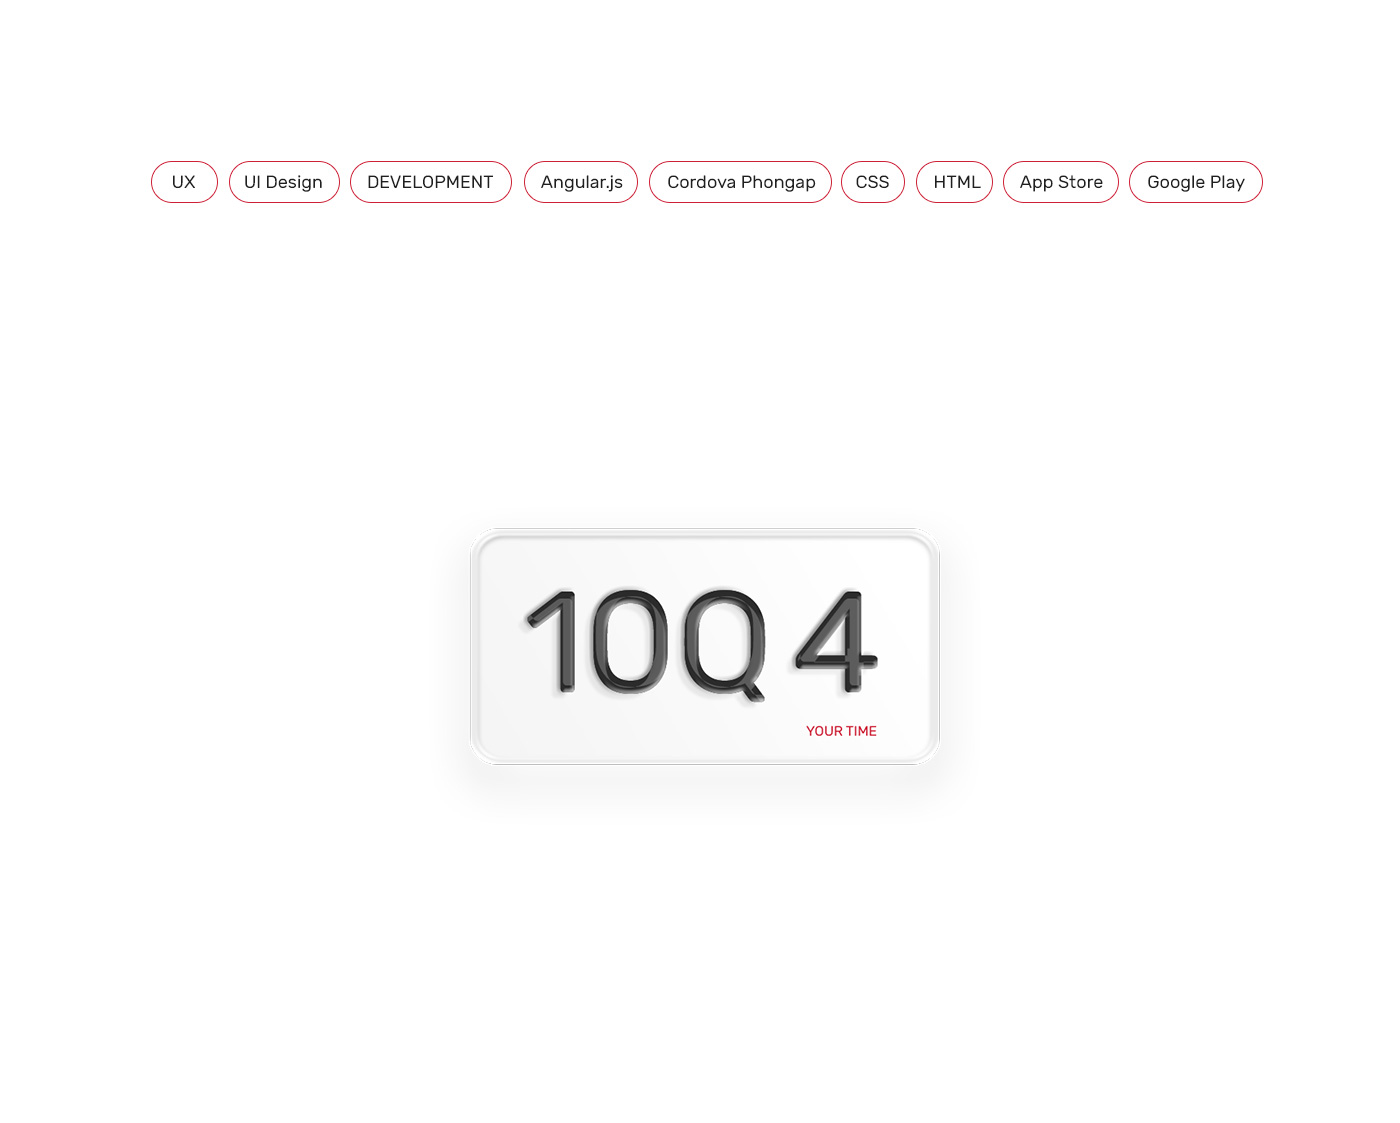 UX UI Design DEVELOPMENT Angular.js Cordova Phongap CSS HTML App Store Google Play
10Q 4
YOUR TIME